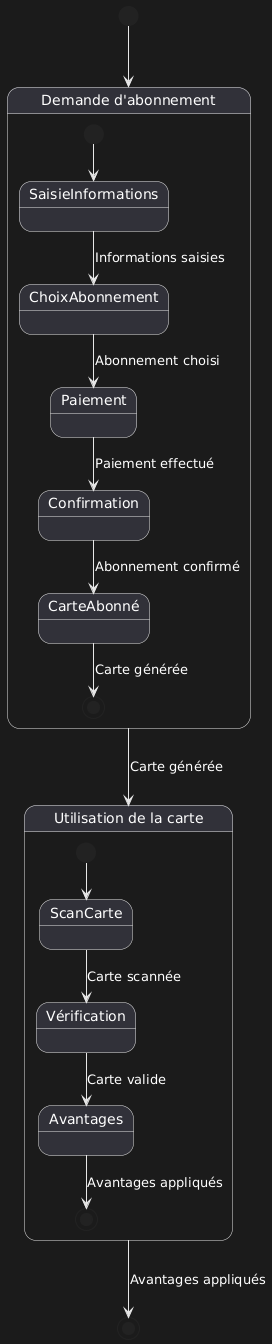 Demande d'abonnement
SaisieInformations
Informations saisies
ChoixAbonnement
Abonnement choisi
Paiement
Paiement effectué
Confirmation
Abonnement confirmé
CarteAbonné
Carte générée
Carte générée
Utilisation de la carte
ScanCarte
Carte scannée
Vérification
Carte valide
Avantages
Avantages appliqués
Avantages appliqués